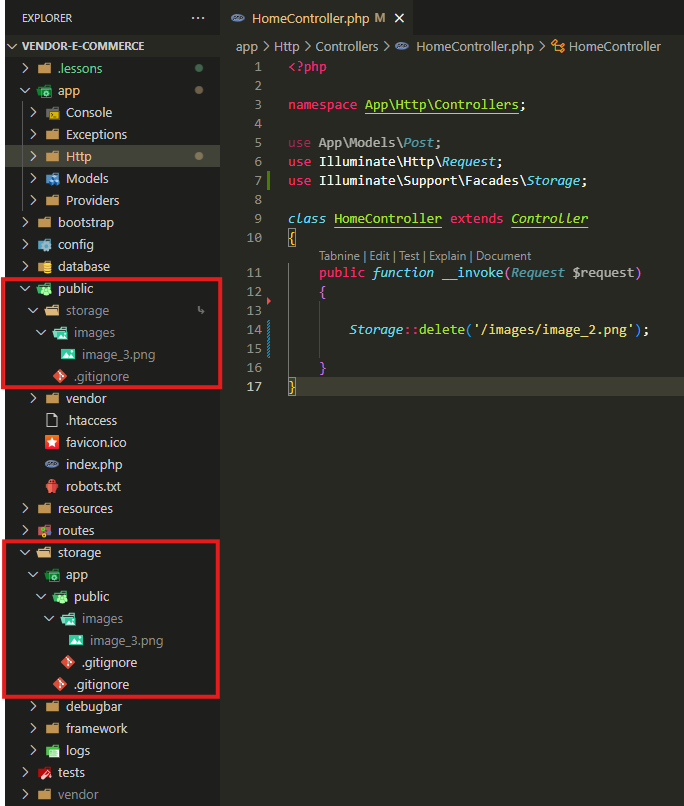 EXPLORER
VENDOR-E-COMMERCE
.lessons
app
Console
Exceptions
Http
Models
Providers
bootstrap
config
database
public
storage
images
image_3.png
.gitignore
vendor
.htaccess
favicon.ico
index.php
robots.txt
resources
routes
storage
app
public
images
image_3.png
.gitignore
.gitignore
debugbar
framework
logs
tests
vendor
HomeController.php M
app > Http > Controllers > HomeController.php > HomeController
1 <?php
2
3 namespace App\Http\Controllers;
4
5 use App\Models\Post;
6 use Illuminate\Http\Request;
7 use Illuminate\Support\Facades\Storage;
8
9 class HomeController extends Controller
10 {
Tabnine | Edit | Test | Explain | Document
11 public function __invoke(Request $request)
12 {
13
14 Storage::delete('/images/image_2.png');
15
16 }
17 }